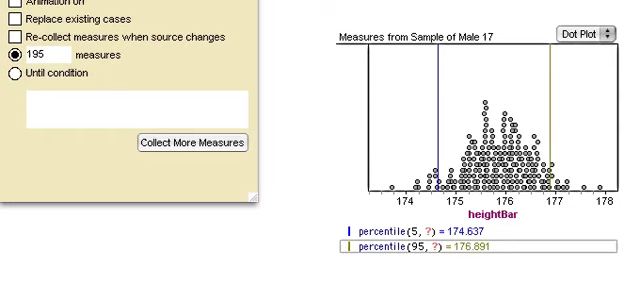 Animation on
Replace existing cases
Re-collect measures when source changes
195 measures
Until condition
Collect More Measures
Measures from Sample of Male 17
Dot Plot
174 175 176 177 178
heightBar
percentile(5, ?) = 174.637
percentile(95, ?) = 176.891